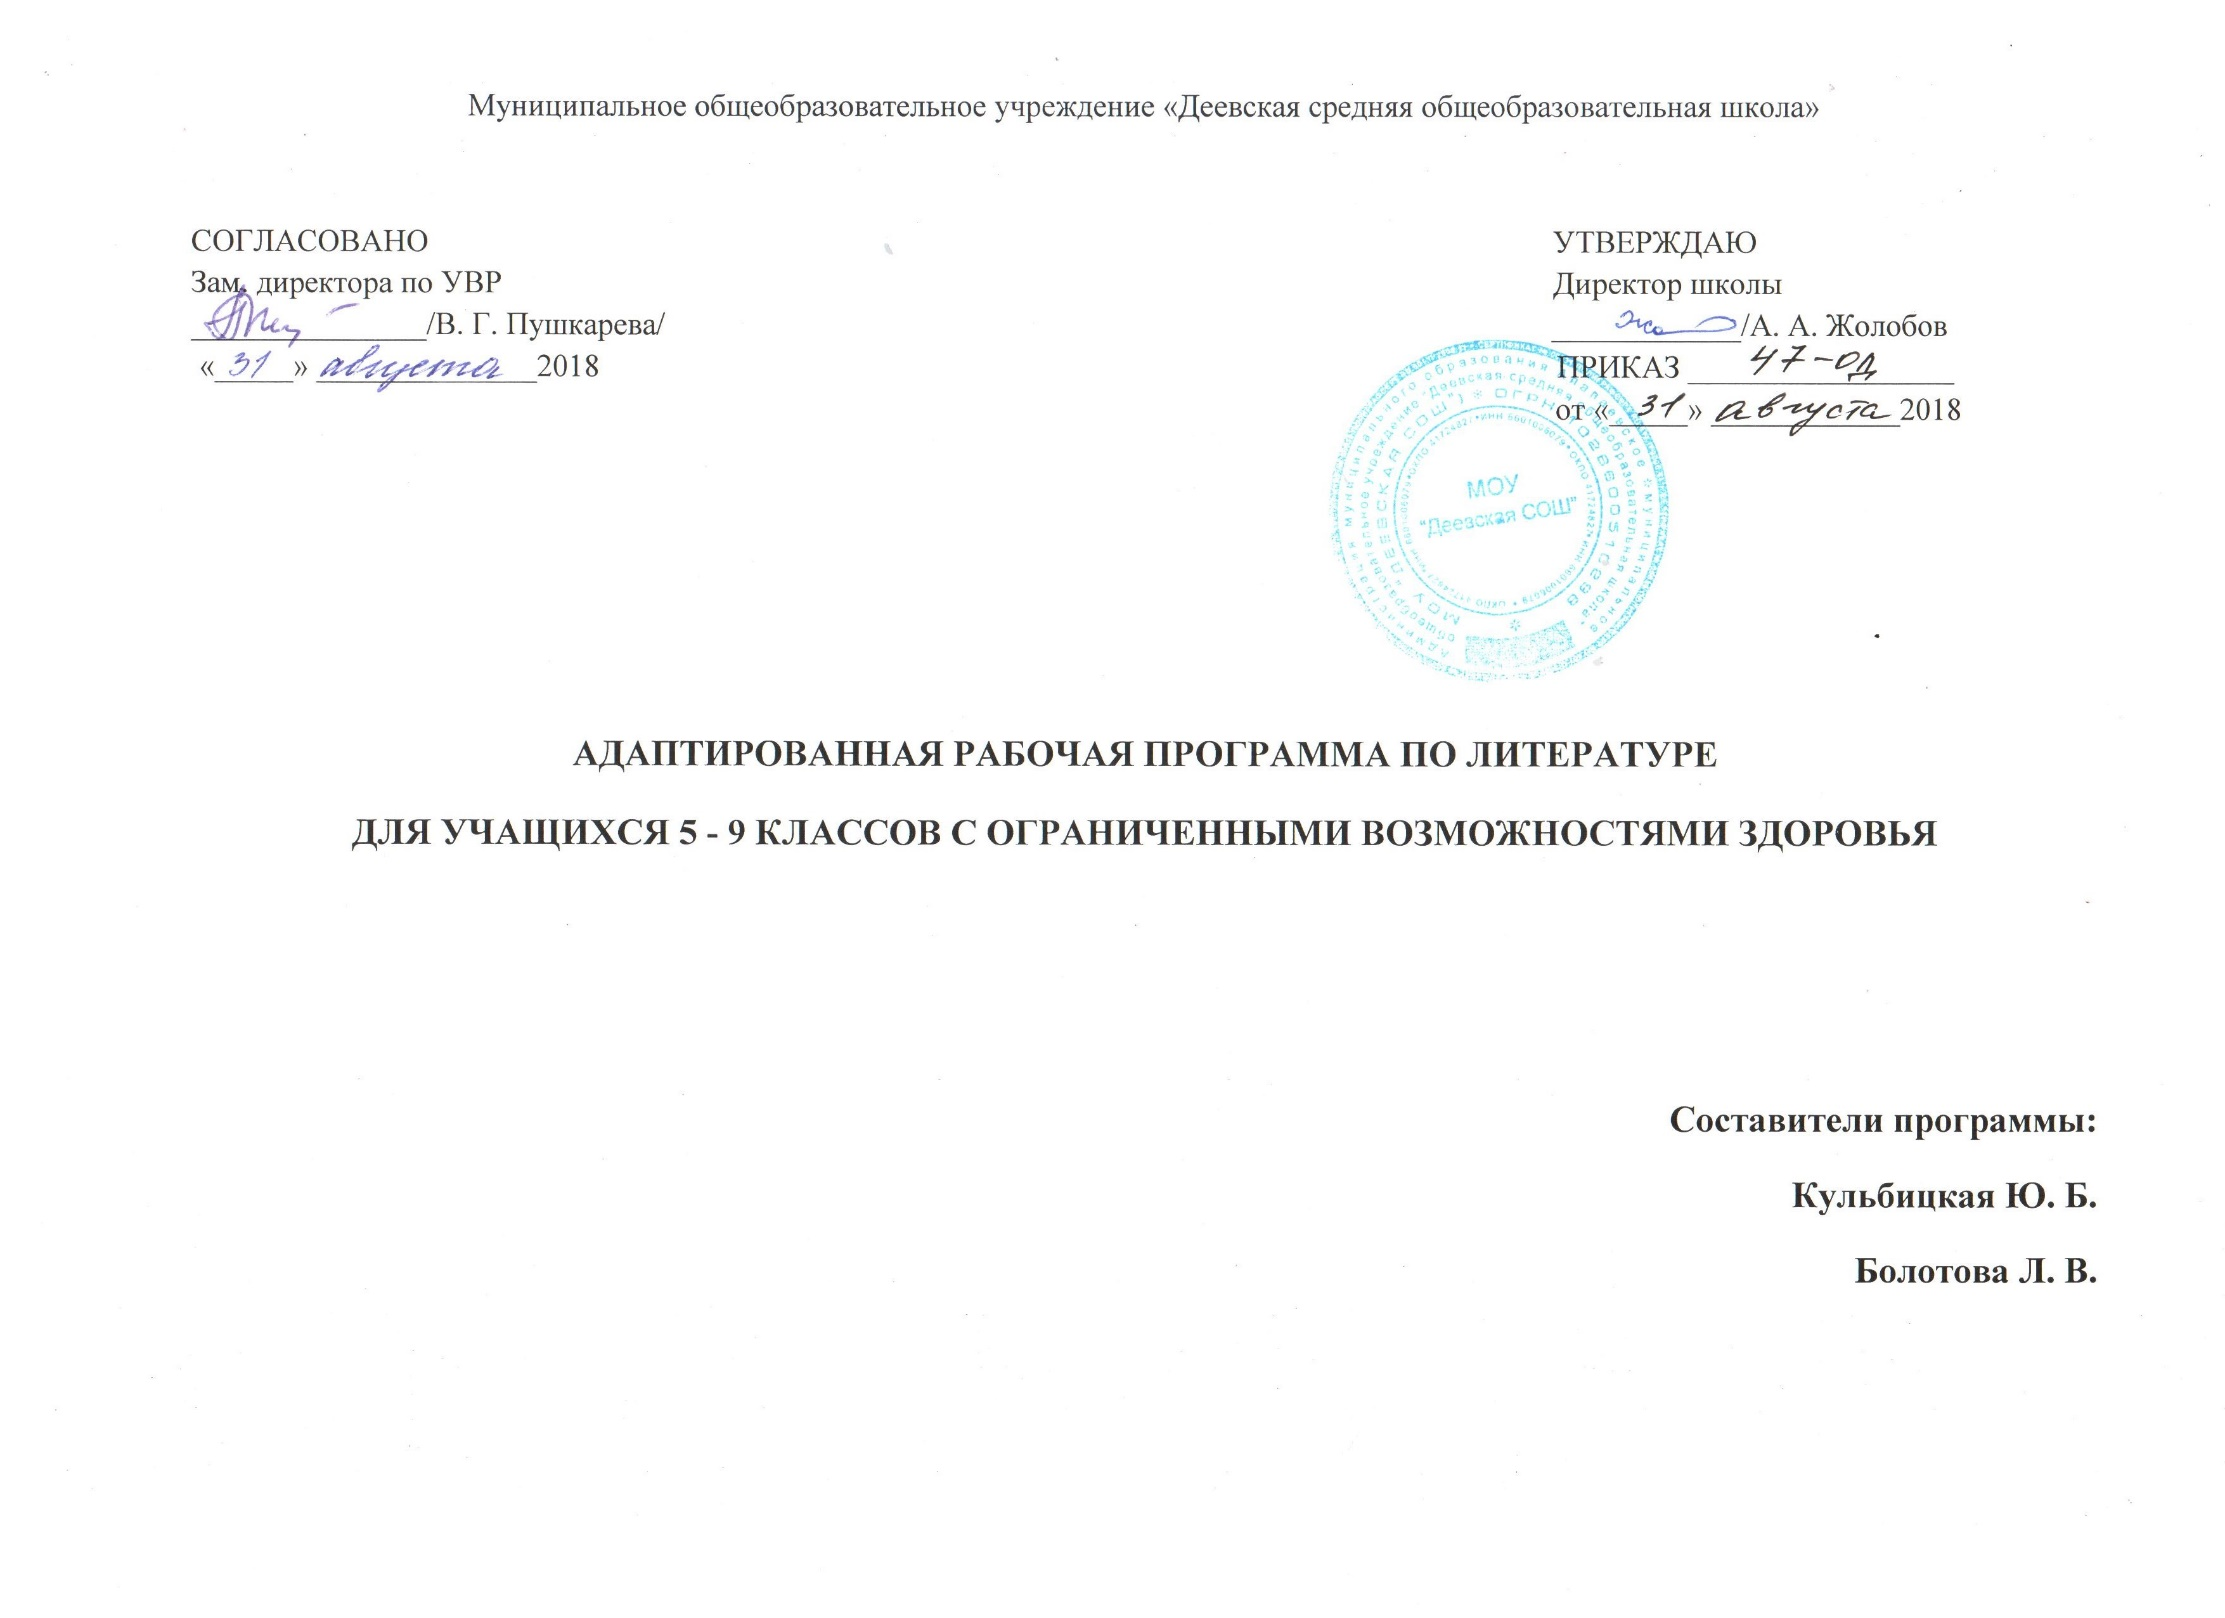 Муниципальное общеобразовательное учреждение «Деевская средняя общеобразовательная школа»
СОГЛАСОВАНО
Зам. директора по УВР
/В. Г. Пушкарева/
«31» августа 2018
УТВЕРЖДАЮ
Директор школы
/А. А. Жолобов
ПРИКАЗ 47-од
от «31» августа 2018
МОУ
"Деевская СОШ"
АДАПТИРОВАННАЯ РАБОЧАЯ ПРОГРАММА ПО ЛИТЕРАТУРЕ
ДЛЯ УЧАЩИХСЯ 5 - 9 КЛАССОВ С ОГРАНИЧЕННЫМИ ВОЗМОЖНОСТЯМИ ЗДОРОВЬЯ
Составители программы:
Кульбицкая Ю. Б.
Болотова Л. В.